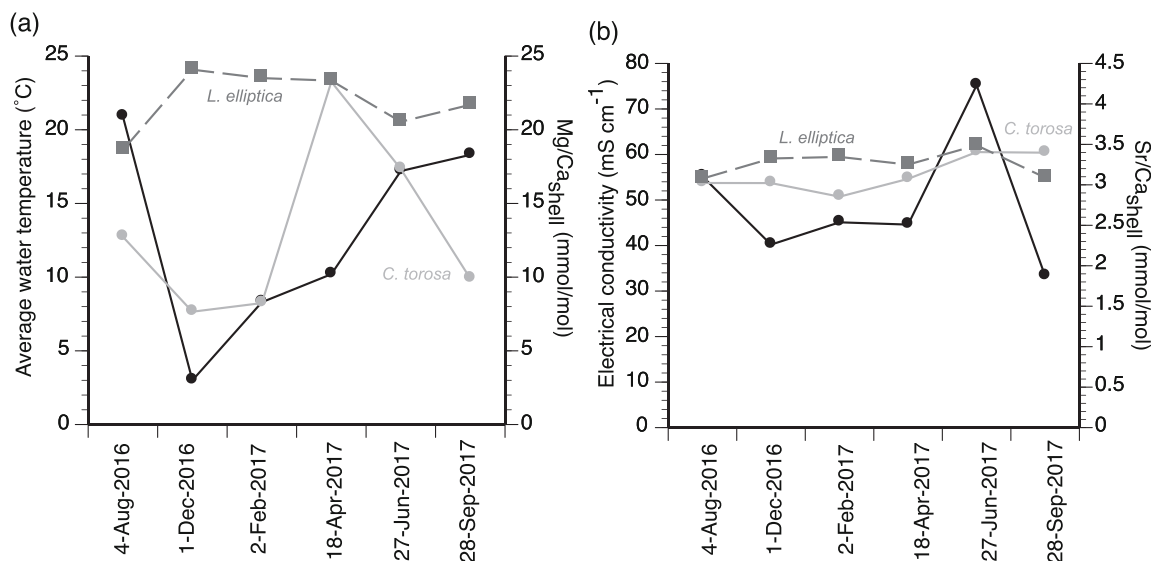 (a)
25
20
15
10
5
0
Average water temperature (˚C)
L. elliptica
C. torosa
25
20
15
10
5
0
Mg/Cashell (mmol/mol)
4-Aug-2016
1-Dec-2016
2-Feb-2017
18-Apr-2017
27-Jun-2017
28-Sep-2017
(b)
80
70
60
50
40
30
20
10
0
Electrical conductivity (mS cm-1)
L. elliptica
C. torosa
4.5
4
3.5
3
2.5
2
1.5
1
0.5
0
Sr/Cashell (mmol/mol)
4-Aug-2016
1-Dec-2016
2-Feb-2017
18-Apr-2017
27-Jun-2017
28-Sep-2017